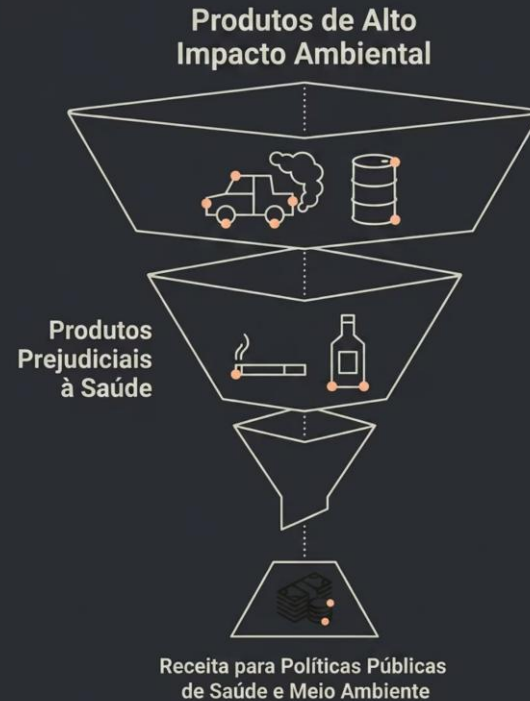 Produtos de Alto
Impacto Ambiental
Produtos
Prejudiciais
à Saúde
Receita para Políticas Públicas
de Saúde e Meio Ambiente